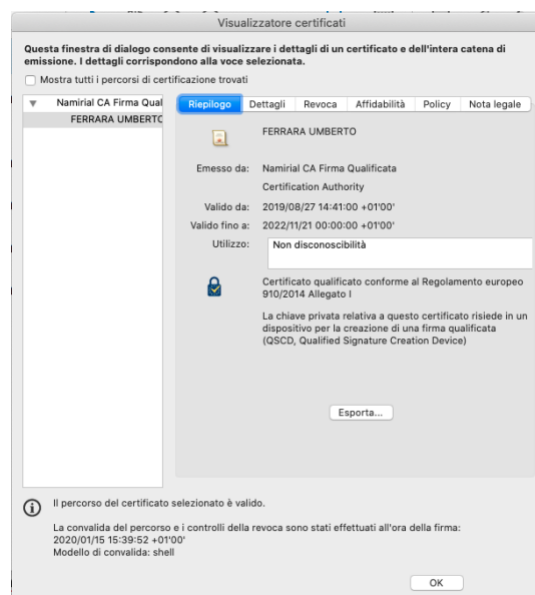 Visualizzatore certificati
Questa finestra di dialogo consente di visualizzare i dettagli di un certificato e dell'intera catena di
emissione. I dettagli corrispondono alla voce selezionata.
Mostra tutti i percorsi di certificazione trovati
Namirial CA Firma Qual
FERRARA UMBERTO
Riepilogo Dettagli Revoca Affidabilità Policy Nota legale
FERRARA UMBERTO
Emesso da: Namirial CA Firma Qualificata
Certification Authority
Valido da: 2019/08/27 14:41:00 +01'00'
Valido fino a: 2022/11/21 00:00:00 +01'00'
Utilizzo: Non disconoscibilità
Certificato qualificato conforme al Regolamento europeo
910/2014 Allegato I
La chiave privata relativa a questo certificato risiede in un
dispositivo per la creazione di una firma qualificata
(QSCD, Qualified Signature Creation Device)
Esporta...
Il percorso del certificato selezionato è valido.
La convalida del percorso e i controlli della revoca sono stati effettuati all'ora della firma:
2020/01/15 15:39:52 +01'00'
Modello di convalida: shell
OK